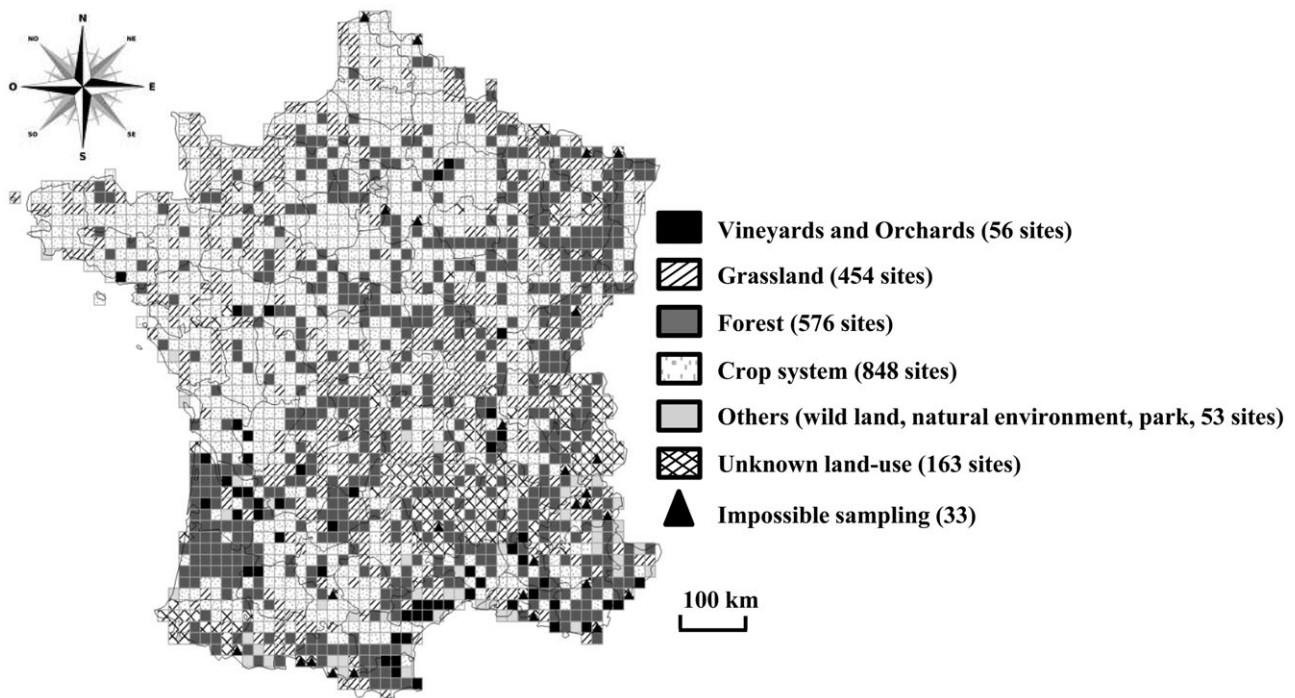 N
NO
NE
O
E
SO
SE
S
Vineyards and Orchards (56 sites)
Grassland (454 sites)
Forest (576 sites)
Crop system (848 sites)
Others (wild land, natural environment, park, 53 sites)
Unknown land-use (163 sites)
Impossible sampling (33)
100 km